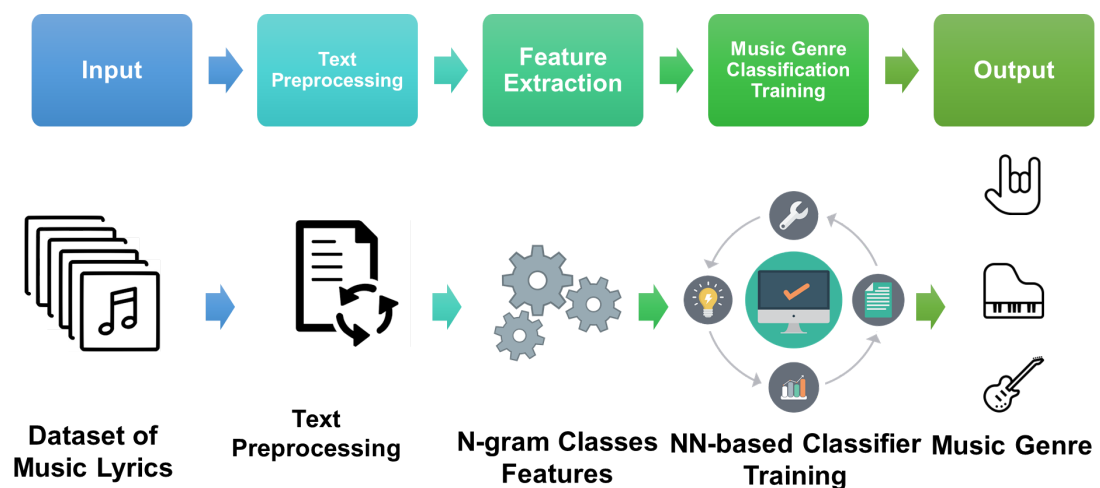 Input
Text
Preprocessing
Feature
Extraction
Music Genre
Classification
Training
Output
Dataset of
Music Lyrics
Text
Preprocessing
N-gram Classes
Features
NN-based Classifier
Training
Music Genre